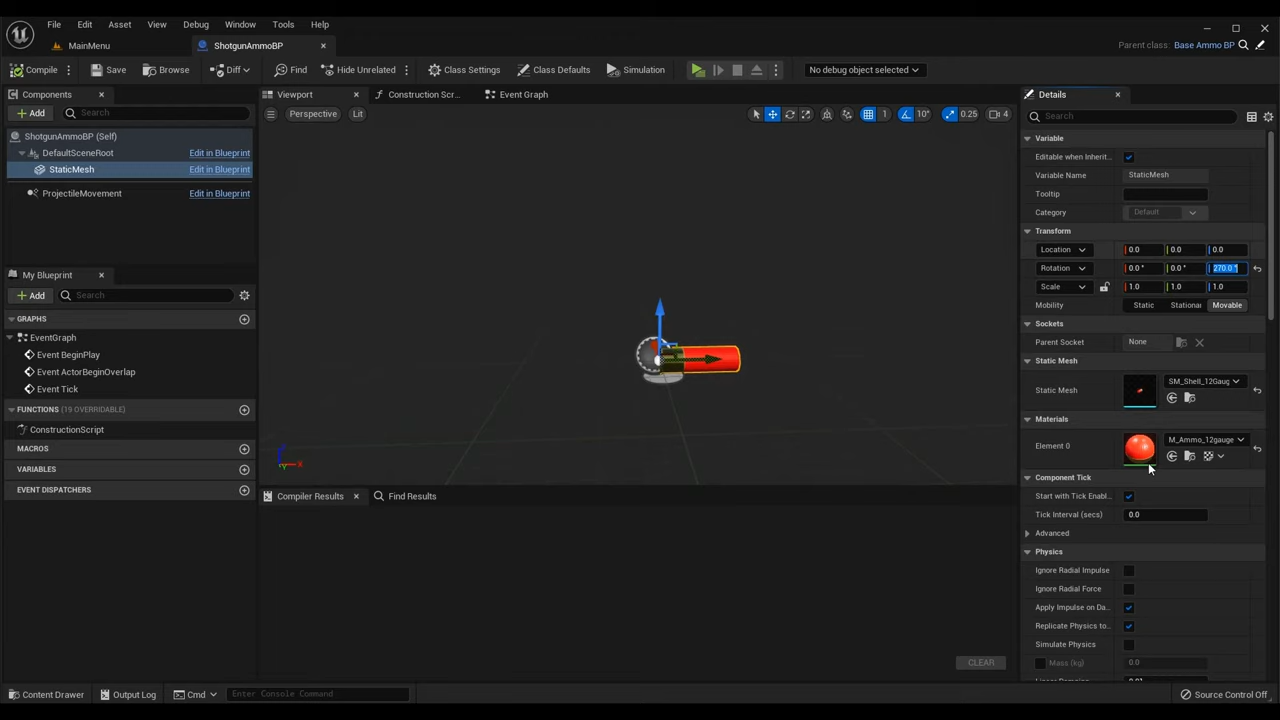 File Edit Asset View Debug Window Tools Help
MainMenu ShotgunAmmoBP Parent class: Base Ammo BP
Compile Save Browse Diff Find Hide Unrelated Class Settings Class Defaults Simulation No debug object selected
Components Viewport Construction Scr... Event Graph Details
Add Search Perspective Lit 1 10° 0.25 4 Search
ShotgunAmmoBP (Self)
DefaultSceneRoot Edit in Blueprint
StaticMesh Edit in Blueprint
ProjectileMovement Edit in Blueprint
My Blueprint
Add Search
GRAPHS
EventGraph
Event BeginPlay
Event ActorBeginOverlap
Event Tick
FUNCTIONS (19 OVERRIDABLE)
ConstructionScript
MACROS
VARIABLES
EVENT DISPATCHERS
Compiler Results Find Results
CLEAR
Variable
Editable when Inherit...
Variable Name StaticMesh
Tooltip
Category Default
Transform
Location 0.0 0.0 0.0
Rotation 0.0 ° 0.0 ° 270.0 °
Scale 1.0 1.0 1.0
Mobility Static Stationar Movable
Sockets
Parent Socket None
Static Mesh
Static Mesh SM_Shell_12Gaug
Materials
Element 0 M_Ammo_12gauge
Component Tick
Start with Tick Enabl...
Tick Interval (secs) 0.0
Advanced
Physics
Ignore Radial Impulse
Ignore Radial Force
Apply Impulse on Da...
Replicate Physics to...
Simulate Physics
Mass (kg) 0.0
Content Drawer Output Log Cmd Enter Console Command Source Control Off